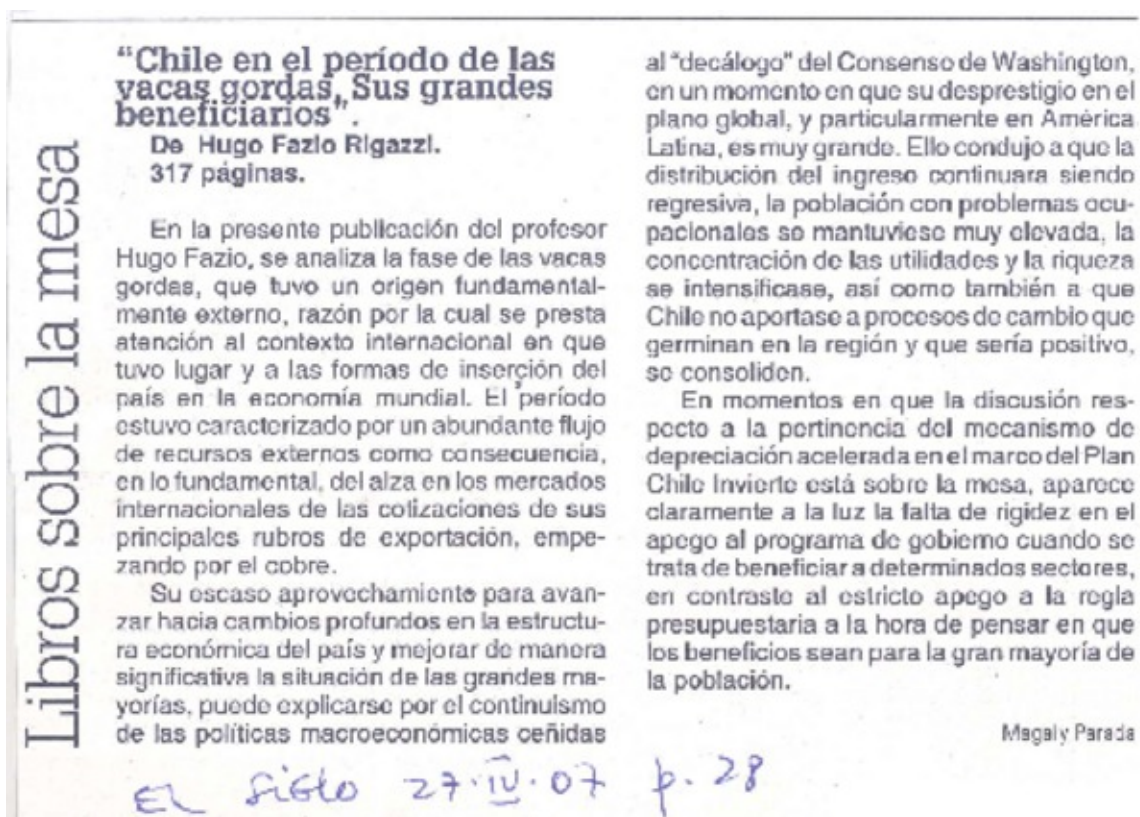 Libros sobre la mesa
“Chile en el período de las
vacas gordas, Sus grandes
beneficiarios”.
De Hugo Fazio Rigazzi.
317 páginas.
En la presente publicación del profesor
Hugo Fazio, se analiza la fase de las vacas
gordas, que tuvo un origen fundamental-
mente externo, razón por la cual se presta
atención al contexto internacional en que
tuvo lugar y a las formas de inserción del
país en la economía mundial. El período
estuvo caracterizado por un abundante flujo
de recursos externos como consecuencia,
en lo fundamental, del alza en los mercados
internacionales de las cotizaciones de sus
principales rubros de exportación, empe-
zando por el cobre.
Su escaso aprovechamiento para avan-
zar hacia cambios profundos en la estructu-
ra económica del país y mejorar de manera
significativa la situación de las grandes ma-
yorías, puede explicarse por el continuismo
de las políticas macroeconómicas ceñidas
al “decálogo” del Consenso de Washington,
en un momento en que su desprestigio en el
plano global, y particularmente en América
Latina, es muy grande. Ello condujo a que la
distribución del ingreso continuara siendo
regresiva, la población con problemas ocu-
pacionales se mantuviese muy elevada, la
concentración de las utilidades y la riqueza
se intensificase, así como también a que
Chile no aportase a procesos de cambio que
germinan en la región y que sería positivo,
se consoliden.
En momentos en que la discusión res-
pecto a la pertinencia del mecanismo de
depreciación acelerada en el marco del Plan
Chile Invierte está sobre la mesa, aparece
claramente a la luz la falta de rigidez en el
apego al programa de gobierno cuando se
trata de beneficiar a determinados sectores,
en contraste al estricto apego a la regla
presupuestaria a la hora de pensar en que
los beneficios sean para la gran mayoría de
la población.
Magaly Parada
EL SIGLO 27·IV·07 p. 28